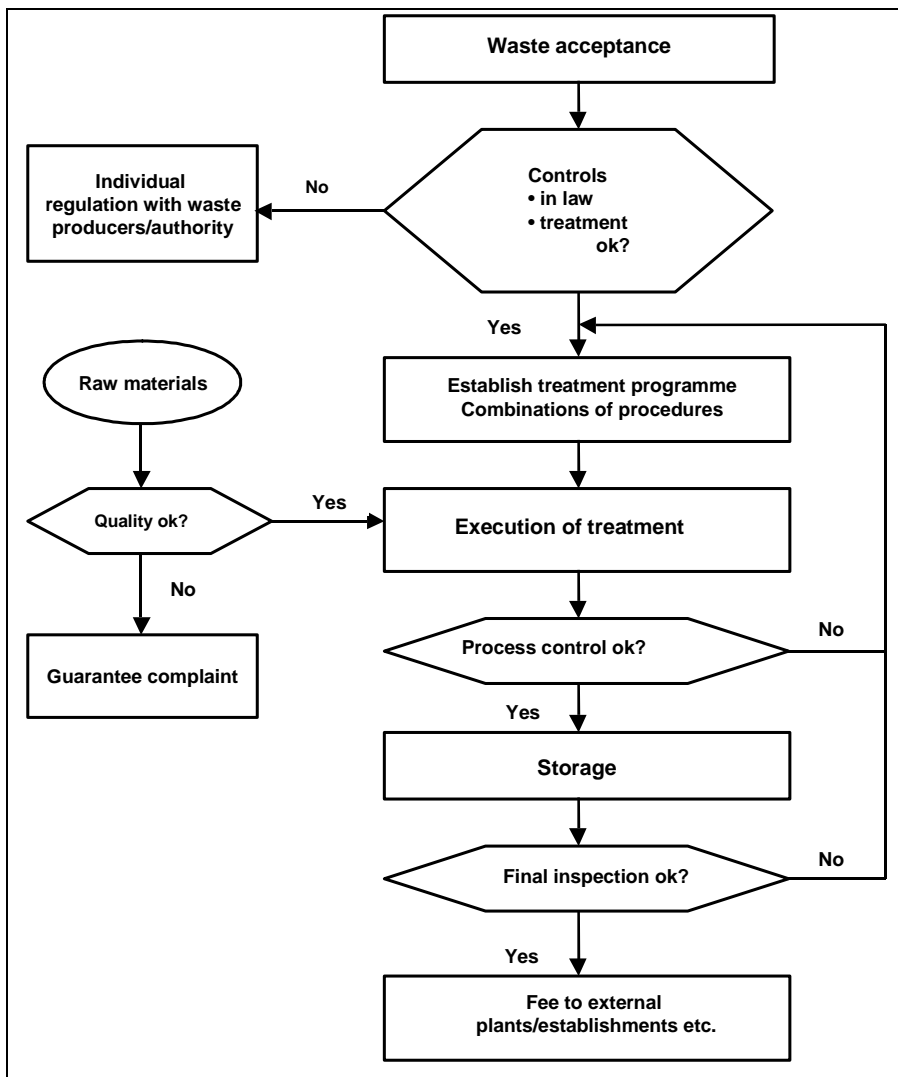 Waste acceptance
Controls
• in law
• treatment
ok?
No
Individual
regulation with waste
producers/authority
Yes
Establish treatment programme
Combinations of procedures
Raw materials
Quality ok?
Yes
Execution of treatment
No
Guarantee complaint
Process control ok?
No
Yes
Storage
Final inspection ok?
No
Yes
Fee to external
plants/establishments etc.